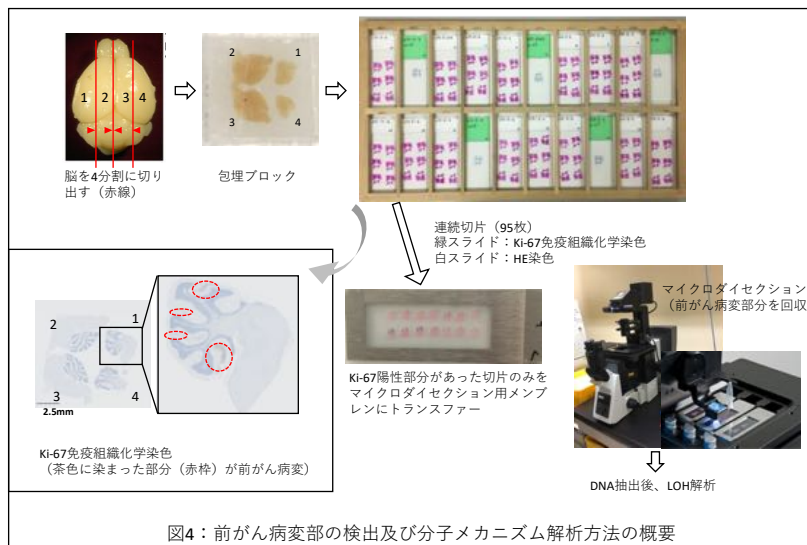 1 2 3 4
脳を4分割に切り
出す（赤線）
2 1
3 4
包埋ブロック
連続切片（95枚）
緑スライド：Ki-67免疫組織化学染色
白スライド：HE染色
マイクロダイセクション
（前がん病変部分を回収
Ki-67陽性部分があった切片のみを
マイクロダイセクション用メンブ
レンにトランスファー
2 1
3 4
2.5mm
Ki-67免疫組織化学染色
（茶色に染まった部分（赤枠）が前がん病変）
DNA抽出後、LOH解析
図4：前がん病変部の検出及び分子メカニズム解析方法の概要